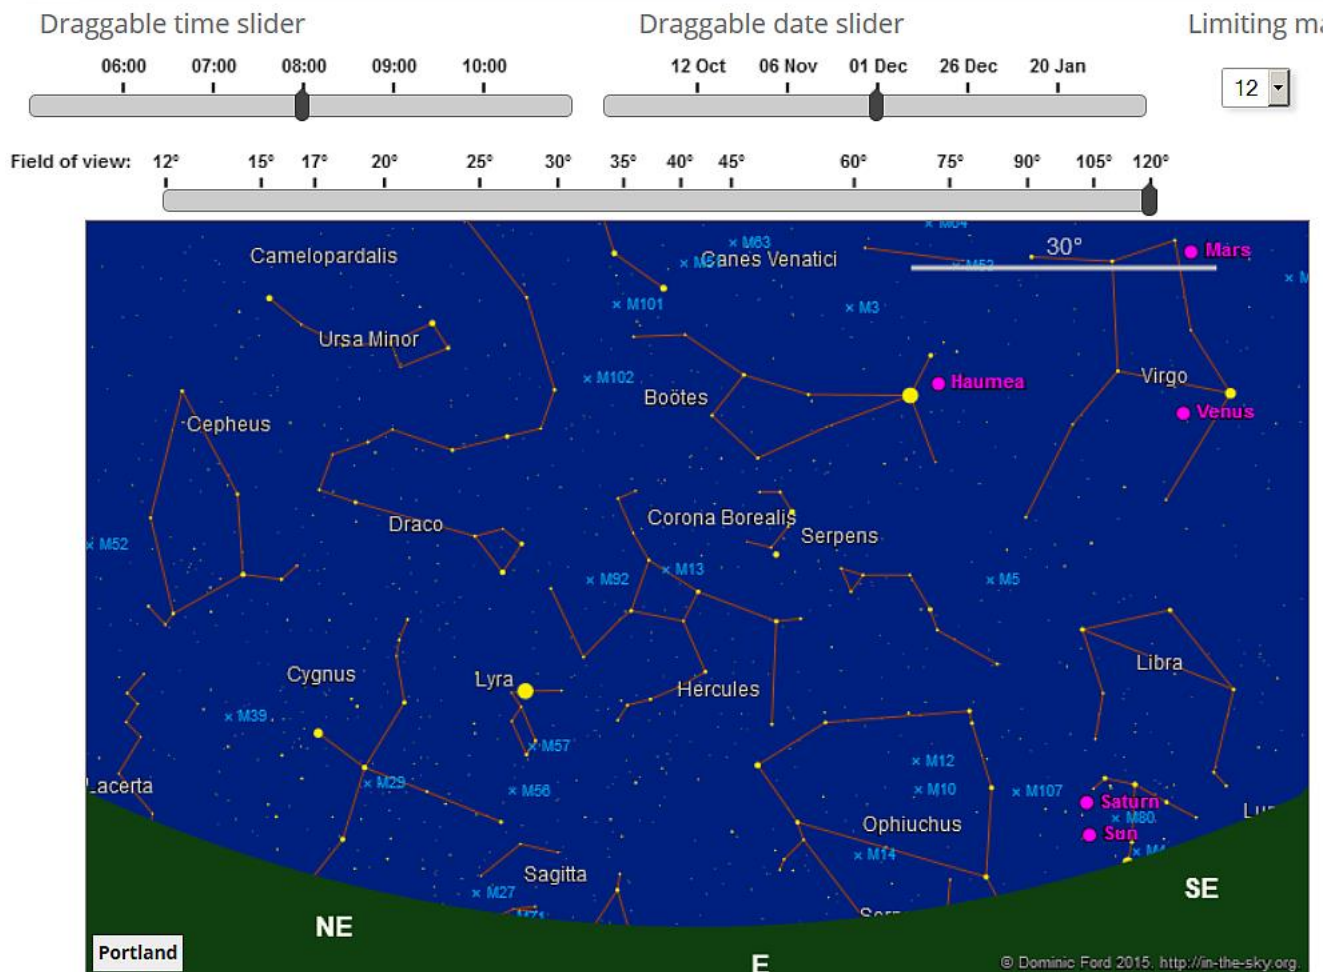 Draggable time slider
Draggable date slider
Limiting ma
06:00 07:00 08:00 09:00 10:00
12 Oct 06 Nov 01 Dec 26 Dec 20 Jan
12
Field of view: 12° 15° 17° 20° 25° 30° 35° 40° 45° 60° 75° 90° 105° 120°
M64
M63
30°
Mars
Camelopardalis
Canes Venatici
M53
M101
M3
Ursa Minor
M102
Haumea
Virgo
Boötes
Venus
Cepheus
Corona Borealis
Draco
Serpens
M52
M13
M92
M5
Libra
Cygnus
Lyra
Hercules
M39
M57
M12
Lacerta
M29
M56
M10
M107
Saturn
M80
Ophiuchus
Sun
M14
Sagitta
M27
SE
M71
NE
Portland
E
© Dominic Ford 2015. http://in-the-sky.org.